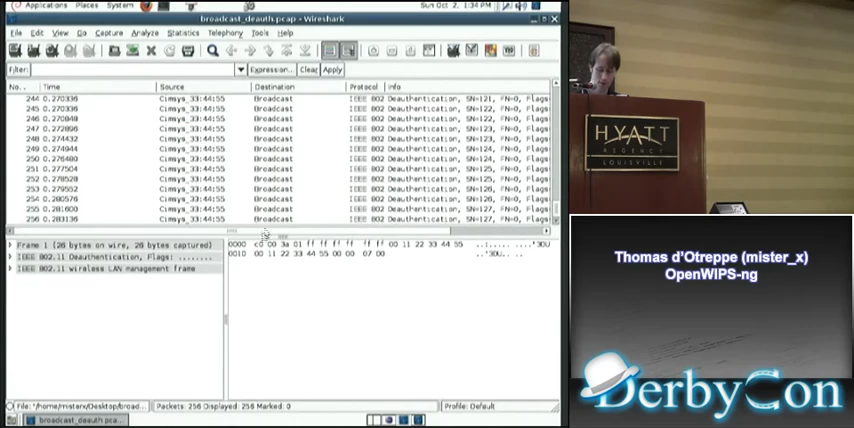 Applications Places System
Sun Oct 2, 1:34 PM
broadcast_deauth.pcap - Wireshark
File Edit View Go Capture Analyze Statistics Telephony Tools Help
Filter: Expression... Clear Apply
No. . Time Source Destination Protocol Info
244 0.270336 Cimsys_33:44:55 Broadcast IEEE 802 Deauthentication, SN=121, FN=0, Flags
245 0.270336 Cimsys_33:44:55 Broadcast IEEE 802 Deauthentication, SN=122, FN=0, Flags
246 0.270848 Cimsys_33:44:55 Broadcast IEEE 802 Deauthentication, SN=122, FN=0, Flags
247 0.272896 Cimsys_33:44:55 Broadcast IEEE 802 Deauthentication, SN=123, FN=0, Flags
248 0.274432 Cimsys_33:44:55 Broadcast IEEE 802 Deauthentication, SN=123, FN=0, Flags
249 0.274944 Cimsys_33:44:55 Broadcast IEEE 802 Deauthentication, SN=124, FN=0, Flags
250 0.276480 Cimsys_33:44:55 Broadcast IEEE 802 Deauthentication, SN=124, FN=0, Flags
251 0.277504 Cimsys_33:44:55 Broadcast IEEE 802 Deauthentication, SN=125, FN=0, Flags
252 0.278528 Cimsys_33:44:55 Broadcast IEEE 802 Deauthentication, SN=125, FN=0, Flags
253 0.279552 Cimsys_33:44:55 Broadcast IEEE 802 Deauthentication, SN=126, FN=0, Flags
254 0.280576 Cimsys_33:44:55 Broadcast IEEE 802 Deauthentication, SN=126, FN=0, Flags
255 0.281600 Cimsys_33:44:55 Broadcast IEEE 802 Deauthentication, SN=127, FN=0, Flags
256 0.283136 Cimsys_33:44:55 Broadcast IEEE 802 Deauthentication, SN=127, FN=0, Flags
Frame 1 (26 bytes on wire, 26 bytes captured)
IEEE 802.11 Deauthentication, Flags: ........
IEEE 802.11 wireless LAN management frame
0000 c0 00 3a 01 ff ff ff ff ff ff 00 11 22 33 44 55
0010 00 11 22 33 44 55 00 00 07 00
File: "/home/misterx/Desktop/broad... Packets: 256 Displayed: 256 Marked: 0 Profile: Default
broadcast_deauth.pca...
HYATT
REGENCY
LOUISVILLE
Thomas d'Otreppe (mister_x)
OpenWIPS-ng
DerbyCon